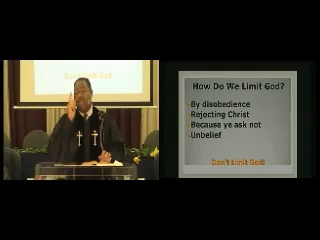 How Do We Limit God?
By disobedience
Rejecting Christ
Because ye ask not
Unbelief
Don't Limit God!